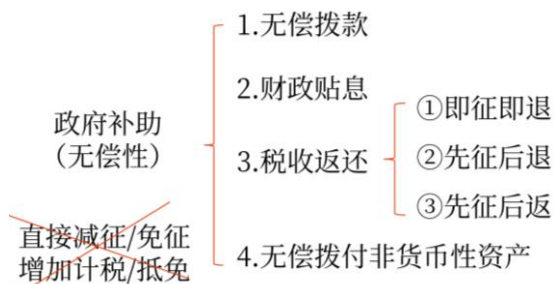 1.无偿拨款
2.财政贴息
政府补助
(无偿性)
3.税收返还
①即征即退
②先征后退
③先征后返
直接减征/免征
增加计税/抵免
4.无偿拨付非货币性资产